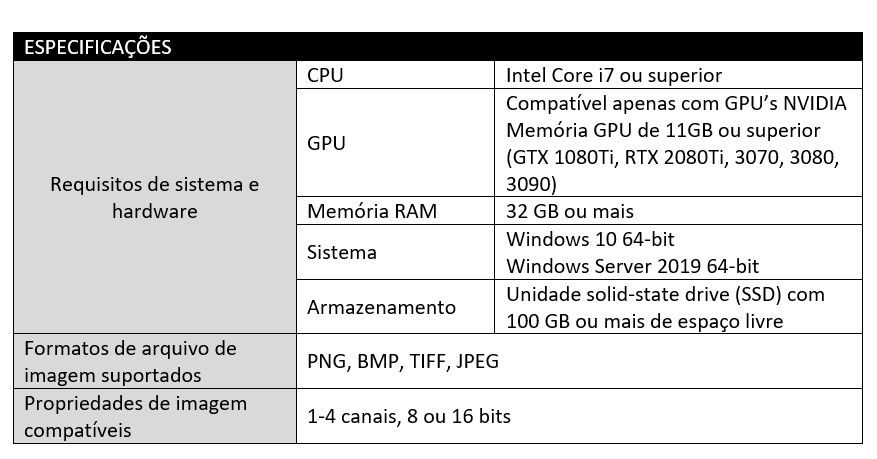 ESPECIFICAÇÕES
Requisitos de sistema e
hardware
CPU
Intel Core i7 ou superior
GPU
Compatível apenas com GPU’s NVIDIA
Memória GPU de 11GB ou superior
(GTX 1080Ti, RTX 2080Ti, 3070, 3080,
3090)
Memória RAM
32 GB ou mais
Sistema
Windows 10 64-bit
Windows Server 2019 64-bit
Armazenamento
Unidade solid-state drive (SSD) com
100 GB ou mais de espaço livre
Formatos de arquivo de
imagem suportados
PNG, BMP, TIFF, JPEG
Propriedades de imagem
compatíveis
1-4 canais, 8 ou 16 bits